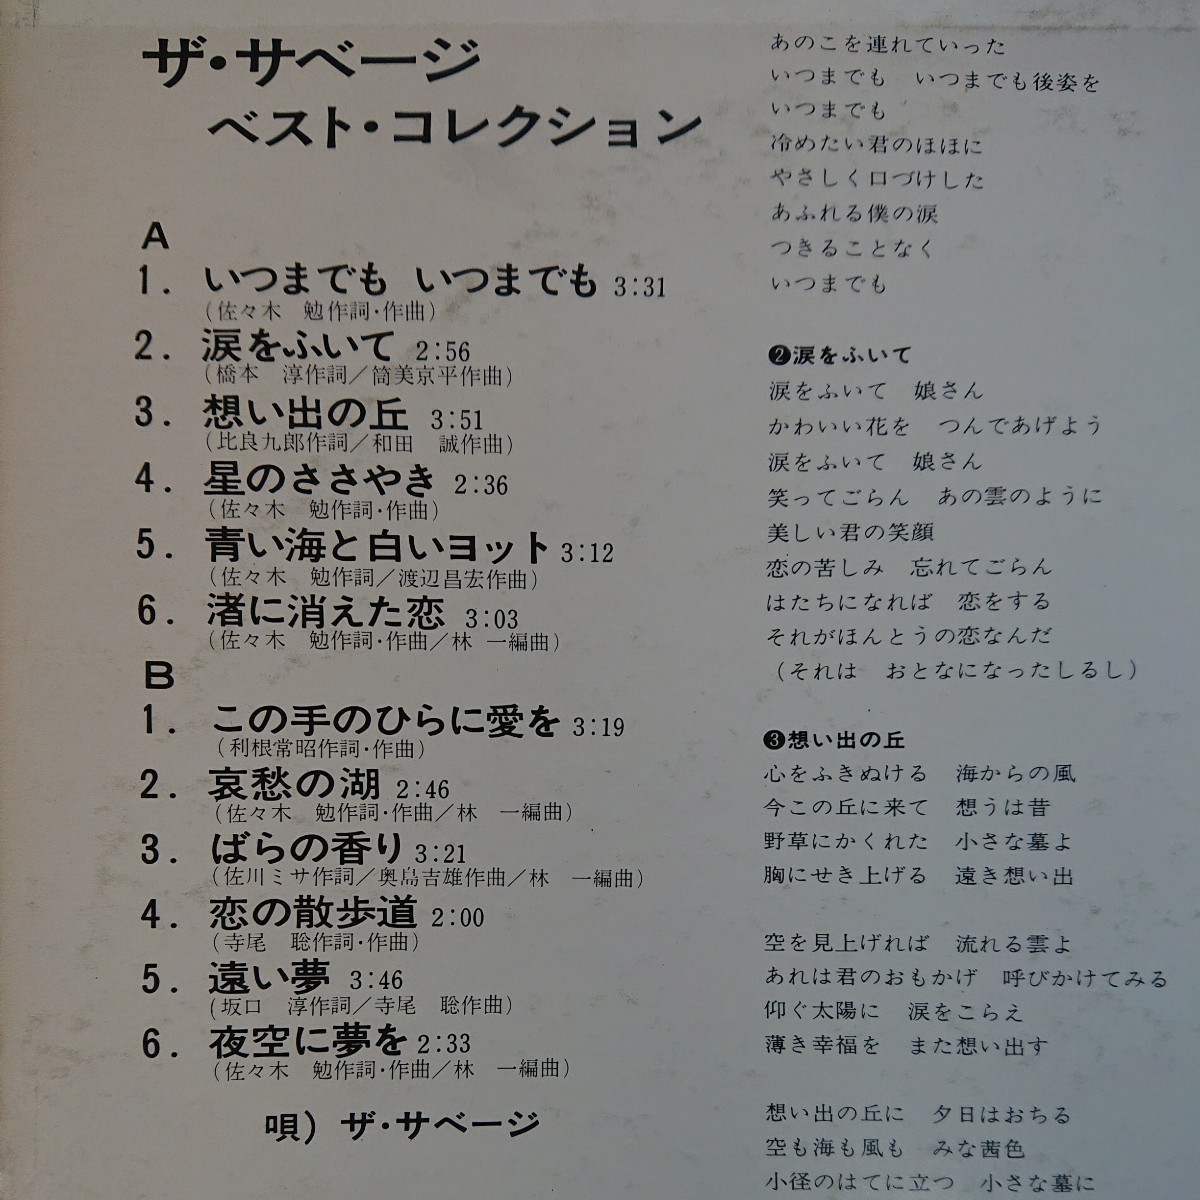 ザ・サベージ
ベスト・コレクション
A
1. いつまでも いつまでも 3:31
(佐々木 勉作詞・作曲)
2. 涙をふいて 2:56
(橋本 淳作詞/筒美京平作曲)
3. 想い出の丘 3:51
(比良九郎作詞/和田 誠作曲)
4. 星のささやき 2:36
(佐々木 勉作詞・作曲)
5. 青い海と白いヨット 3:12
(佐々木 勉作詞/渡辺昌宏作曲)
6. 渚に消えた恋 3:03
(佐々木 勉作詞・作曲/林 一編曲)
B
1. この手のひらに愛を 3:19
(利根常昭作詞・作曲)
2. 哀愁の湖 2:46
(佐々木 勉作詞・作曲/林 一編曲)
3. ばらの香り 3:21
(佐川ミサ作詞/奥島吉雄作曲/林 一編曲)
4. 恋の散歩道 2:00
(寺尾 聡作詞・作曲)
5. 遠い夢 3:46
(坂口 淳作詞/寺尾 聡作曲)
6. 夜空に夢を 2:33
(佐々木 勉作詞・作曲/林 一編曲)
唄) ザ・サベージ
あのこを連れていった
いつまでも いつまでも後姿を
いつまでも
冷めたい君のほほに
やさしく口づけした
あふれる僕の涙
つきることなく
いつまでも
❷涙をふいて
涙をふいて 娘さん
かわいい花を つんであげよう
涙をふいて 娘さん
笑ってごらん あの雲のように
美しい君の笑顔
恋の苦しみ 忘れてごらん
はたちになれば 恋をする
それがほんとうの恋なんだ
(それは おとなになったしるし)
❸想い出の丘
心をふきぬける 海からの風
今この丘に来て 想うは昔
野草にかくれた 小さな墓よ
胸にせき上げる 遠き想い出
空を見上げれば 流れる雲よ
あれは君のおもかげ 呼びかけてみる
仰ぐ太陽に 涙をこらえ
薄き幸福を また想い出す
想い出の丘に 夕日はおちる
空も海も風も みな茜色
小径のはてに立つ 小さな墓に